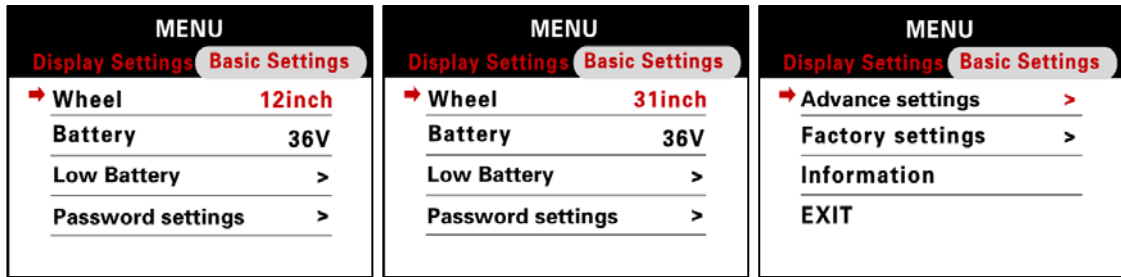 MENU
Display Settings Basic Settings
Wheel 12inch
Battery 36V
Low Battery >
Password settings >
MENU
Display Settings Basic Settings
Wheel 31inch
Battery 36V
Low Battery >
Password settings >
MENU
Display Settings Basic Settings
Advance settings >
Factory settings >
Information
EXIT